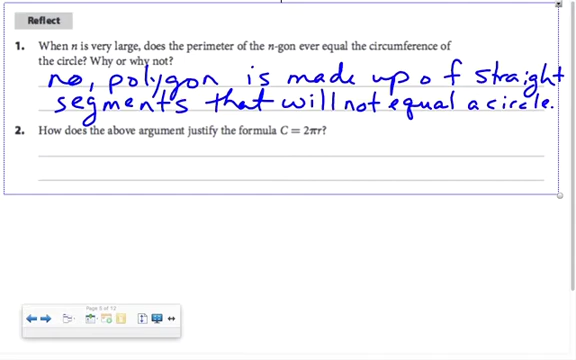 Reflect
1. When n is very large, does the perimeter of the n-gon ever equal the circumference of
the circle? Why or why not?
no, polygon is made up of straight
segments that will not equal a circle.
2. How does the above argument justify the formula C = 2πr?
Page 5 of 12